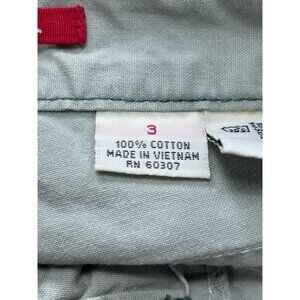 3
100% COTTON
MADE IN VIETNAM
RN 60307